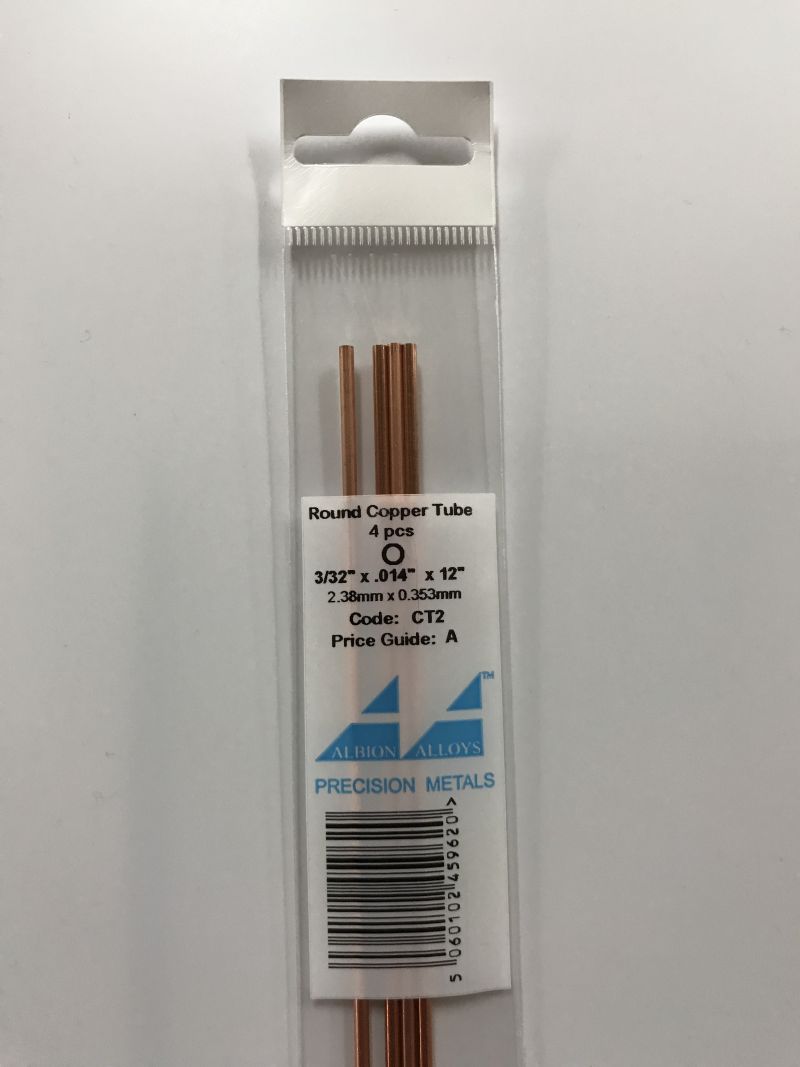 Round Copper Tube
4 pcs
3/32" x .014" x 12"
2.38mm x 0.353mm
Code: CT2
Price Guide: A
TM
ALBION ALLOYS
PRECISION METALS
5 060102 459620 >